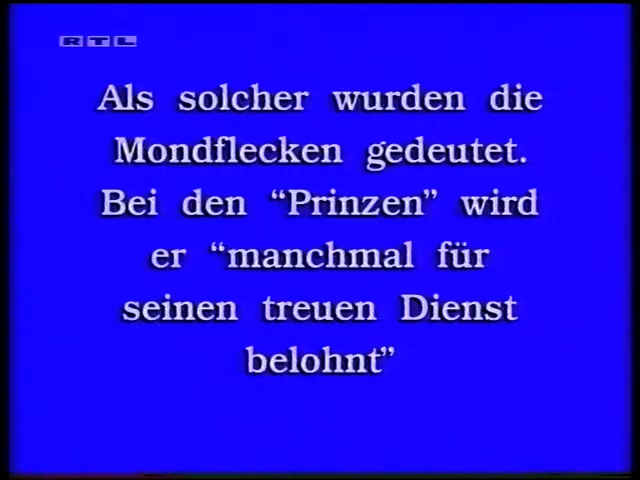 RTL
Als solcher wurden die
Mondflecken gedeutet.
Bei den “Prinzen” wird
er “manchmal für
seinen treuen Dienst
belohnt”